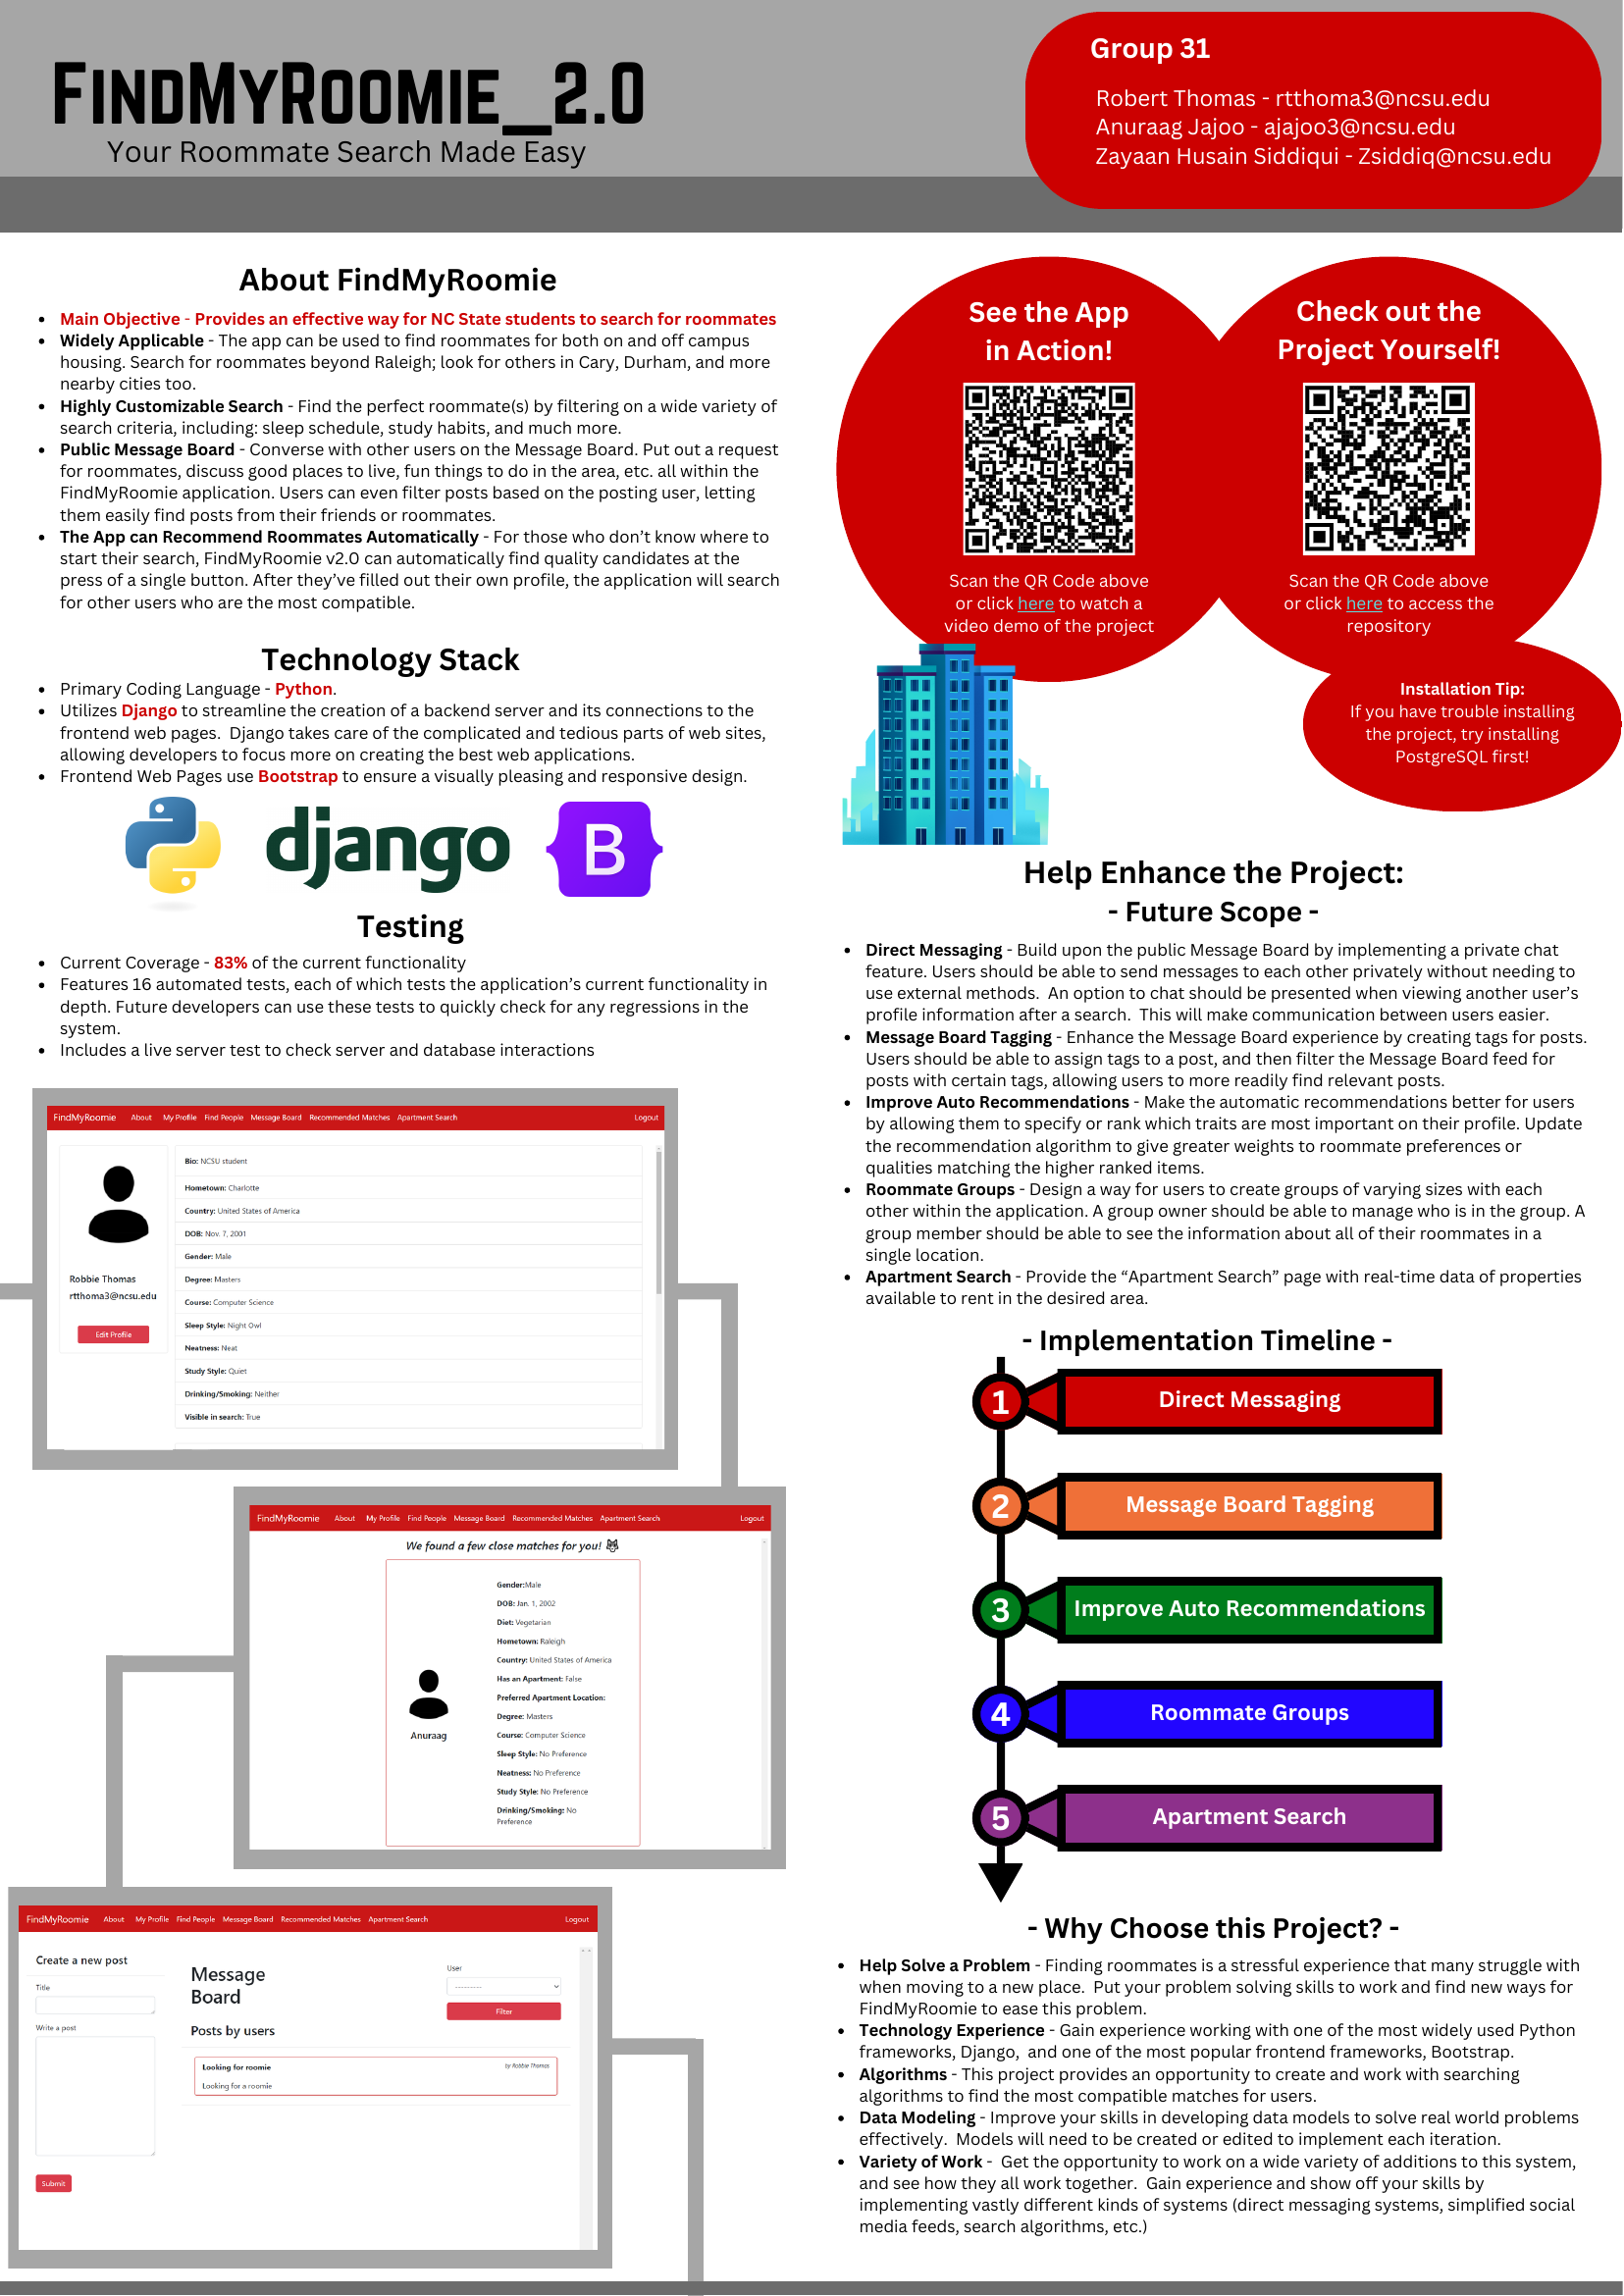 FindMyRoomie_2.0
Your Roommate Search Made Easy
Group 31
Robert Thomas - rtthoma3@ncsu.edu
Anuraag Jajoo - ajajoo3@ncsu.edu
Zayaan Husain Siddiqui - Zsiddiq@ncsu.edu
About FindMyRoomie
• Main Objective - Provides an effective way for NC State students to search for roommates
• Widely Applicable - The app can be used to find roommates for both on and off campus
housing. Search for roommates beyond Raleigh; look for others in Cary, Durham, and more
nearby cities too.
• Highly Customizable Search - Find the perfect roommate(s) by filtering on a wide variety of
search criteria, including: sleep schedule, study habits, and much more.
• Public Message Board - Converse with other users on the Message Board. Put out a request
for roommates, discuss good places to live, fun things to do in the area, etc. all within the
FindMyRoomie application. Users can even filter posts based on the posting user, letting
them easily find posts from their friends or roommates.
• The App can Recommend Roommates Automatically - For those who don’t know where to
start their search, FindMyRoomie v2.0 can automatically find quality candidates at the
press of a single button. After they’ve filled out their own profile, the application will search
for other users who are the most compatible.
Technology Stack
• Primary Coding Language - Python.
• Utilizes Django to streamline the creation of a backend server and its connections to the
frontend web pages.  Django takes care of the complicated and tedious parts of web sites,
allowing developers to focus more on creating the best web applications.
• Frontend Web Pages use Bootstrap to ensure a visually pleasing and responsive design.
django
B
Testing
• Current Coverage - 83% of the current functionality
• Features 16 automated tests, each of which tests the application’s current functionality in
depth. Future developers can use these tests to quickly check for any regressions in the
system.
• Includes a live server test to check server and database interactions
FindMyRoomie About My Profile Find People Message Board Recommended Matches Apartment Search Logout
Robbie Thomas
rtthoma3@ncsu.edu
Edit Profile
Bio: NCSU student
Hometown: Charlotte
Country: United States of America
DOB: Nov. 7, 2001
Gender: Male
Degree: Masters
Course: Computer Science
Sleep Style: Night Owl
Neatness: Neat
Study Style: Quiet
Drinking/Smoking: Neither
Visible in search: True
FindMyRoomie About My Profile Find People Message Board Recommended Matches Apartment Search Logout
We found a few close matches for you!
Anuraag
Gender:Male
DOB: Jan. 1, 2002
Diet: Vegetarian
Hometown: Raleigh
Country: United States of America
Has an Apartment: False
Preferred Apartment Location:
Degree: Masters
Course: Computer Science
Sleep Style: No Preference
Neatness: No Preference
Study Style: No Preference
Drinking/Smoking: No
Preference
FindMyRoomie About My Profile Find People Message Board Recommended Matches Apartment Search Logout
Create a new post
Title
Write a post
Submit
Message
Board
Posts by users
User
---------
Filter
Looking for roomie
by Robbie Thomas
Looking for a roomie
See the App
in Action!
Scan the QR Code above
or click here to watch a
video demo of the project
Check out the
Project Yourself!
Scan the QR Code above
or click here to access the
repository
Installation Tip:
If you have trouble installing
the project, try installing
PostgreSQL first!
Help Enhance the Project:
- Future Scope -
• Direct Messaging - Build upon the public Message Board by implementing a private chat
feature. Users should be able to send messages to each other privately without needing to
use external methods.  An option to chat should be presented when viewing another user’s
profile information after a search.  This will make communication between users easier.
• Message Board Tagging - Enhance the Message Board experience by creating tags for posts.
Users should be able to assign tags to a post, and then filter the Message Board feed for
posts with certain tags, allowing users to more readily find relevant posts.
• Improve Auto Recommendations - Make the automatic recommendations better for users
by allowing them to specify or rank which traits are most important on their profile. Update
the recommendation algorithm to give greater weights to roommate preferences or
qualities matching the higher ranked items.
• Roommate Groups - Design a way for users to create groups of varying sizes with each
other within the application. A group owner should be able to manage who is in the group. A
group member should be able to see the information about all of their roommates in a
single location.
• Apartment Search - Provide the “Apartment Search” page with real-time data of properties
available to rent in the desired area.
- Implementation Timeline -
1 Direct Messaging
2 Message Board Tagging
3 Improve Auto Recommendations
4 Roommate Groups
5 Apartment Search
- Why Choose this Project? -
• Help Solve a Problem - Finding roommates is a stressful experience that many struggle with
when moving to a new place.  Put your problem solving skills to work and find new ways for
FindMyRoomie to ease this problem.
• Technology Experience - Gain experience working with one of the most widely used Python
frameworks, Django,  and one of the most popular frontend frameworks, Bootstrap.
• Algorithms - This project provides an opportunity to create and work with searching
algorithms to find the most compatible matches for users.
• Data Modeling - Improve your skills in developing data models to solve real world problems
effectively.  Models will need to be created or edited to implement each iteration.
• Variety of Work -  Get the opportunity to work on a wide variety of additions to this system,
and see how they all work together.  Gain experience and show off your skills by
implementing vastly different kinds of systems (direct messaging systems, simplified social
media feeds, search algorithms, etc.)